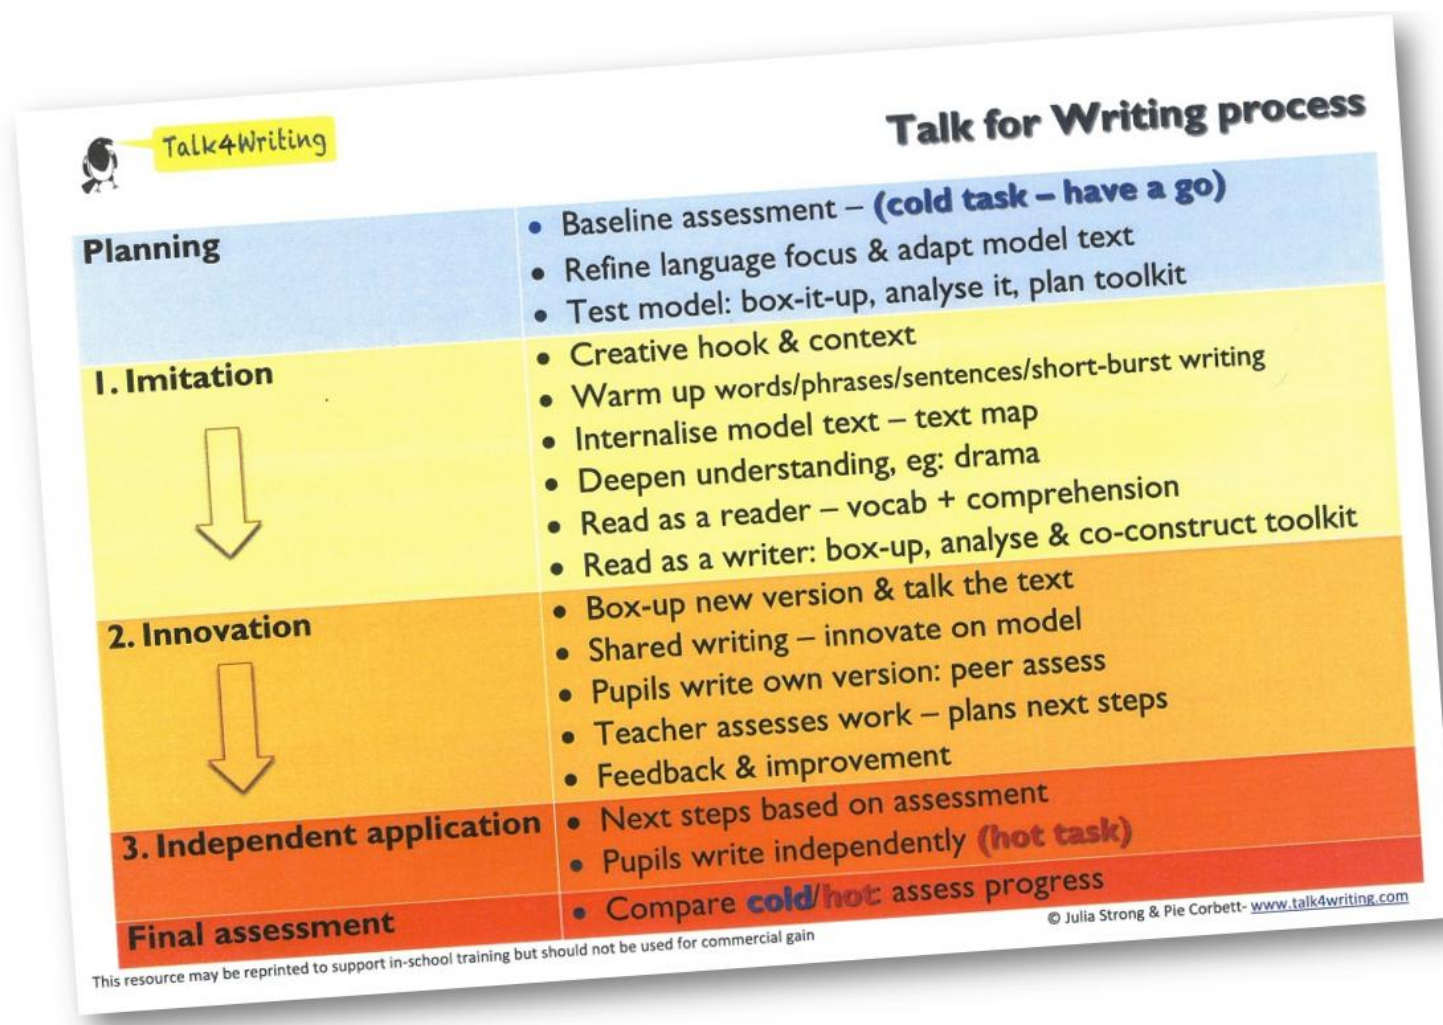 Talk4Writing
Talk for Writing process
Planning
• Baseline assessment – (cold task – have a go)
• Refine language focus & adapt model text
• Test model: box-it-up, analyse it, plan toolkit
1. Imitation
• Creative hook & context
• Warm up words/phrases/sentences/short-burst writing
• Internalise model text – text map
• Deepen understanding, eg: drama
• Read as a reader – vocab + comprehension
• Read as a writer: box-up, analyse & co-construct toolkit
2. Innovation
• Box-up new version & talk the text
• Shared writing – innovate on model
• Pupils write own version: peer assess
• Teacher assesses work – plans next steps
• Feedback & improvement
3. Independent application
• Next steps based on assessment
• Pupils write independently (hot task)
Final assessment
• Compare cold/hot: assess progress
This resource may be reprinted to support in-school training but should not be used for commercial gain
© Julia Strong & Pie Corbett- www.talk4writing.com